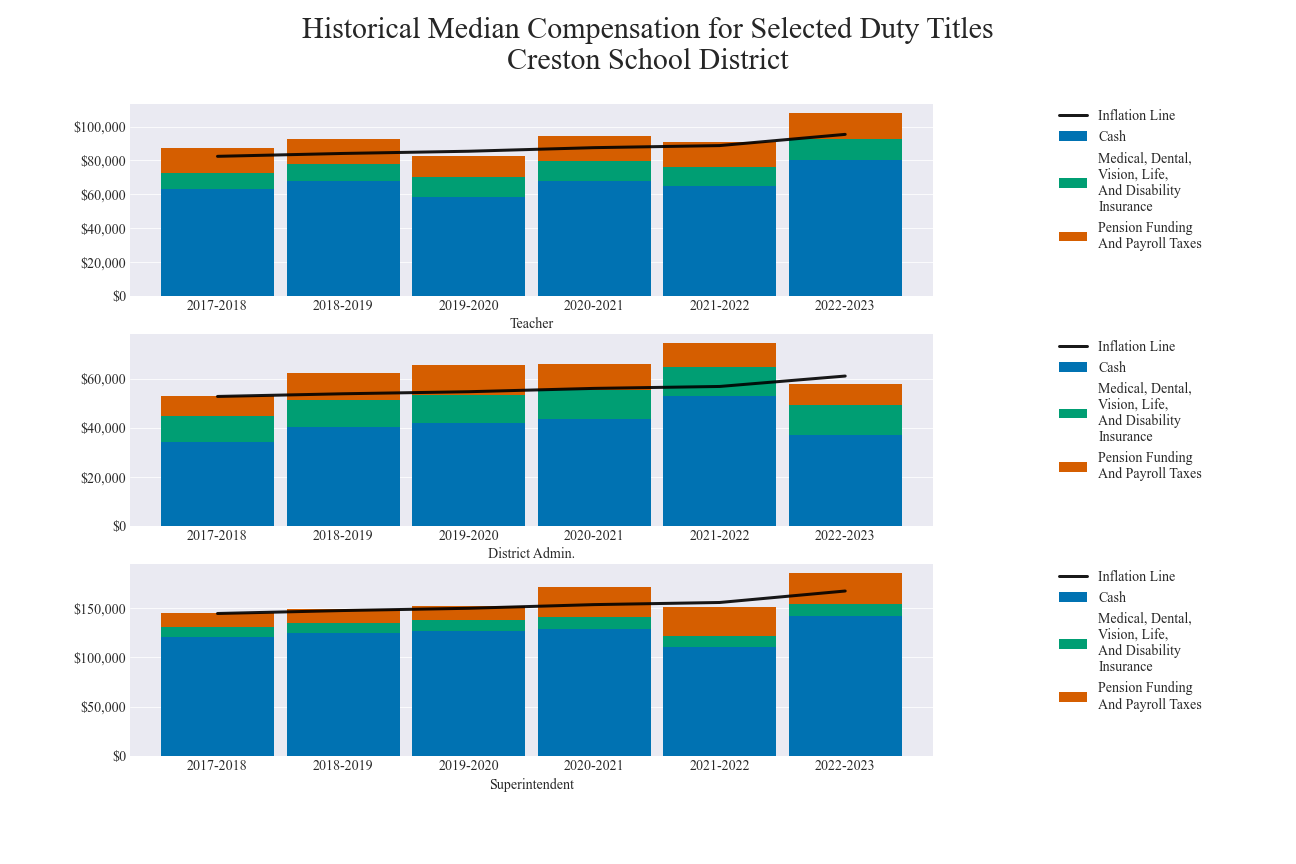 Historical Median Compensation for Selected Duty Titles
Creston School District
$100,000
$80,000
$60,000
$40,000
$20,000
$0
2017-2018 2018-2019 2019-2020 2020-2021 2021-2022 2022-2023
Teacher
Inflation Line
Cash
Medical, Dental,
Vision, Life,
And Disability
Insurance
Pension Funding
And Payroll Taxes
$60,000
$40,000
$20,000
$0
2017-2018 2018-2019 2019-2020 2020-2021 2021-2022 2022-2023
District Admin.
Inflation Line
Cash
Medical, Dental,
Vision, Life,
And Disability
Insurance
Pension Funding
And Payroll Taxes
$150,000
$100,000
$50,000
$0
2017-2018 2018-2019 2019-2020 2020-2021 2021-2022 2022-2023
Superintendent
Inflation Line
Cash
Medical, Dental,
Vision, Life,
And Disability
Insurance
Pension Funding
And Payroll Taxes